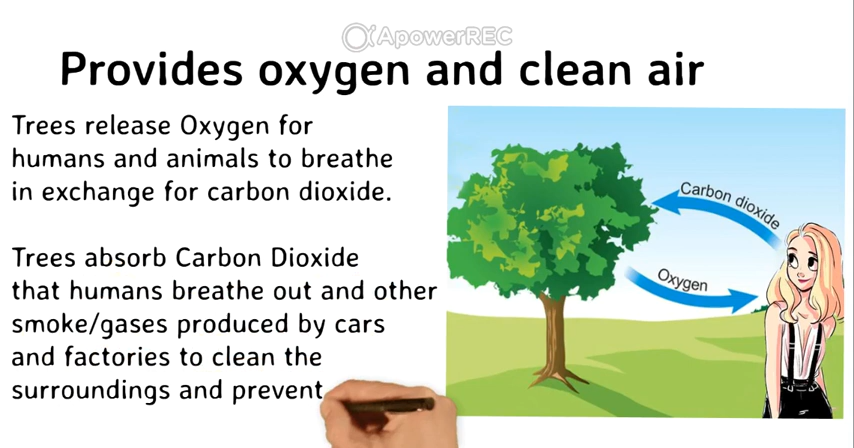 ApowerREC
Provides oxygen and clean air
Trees release Oxygen for
humans and animals to breathe
in exchange for carbon dioxide.
Trees absorb Carbon Dioxide
that humans breathe out and other
smoke/gases produced by cars
and factories to clean the
surroundings and prevent
Carbon dioxide
Oxygen